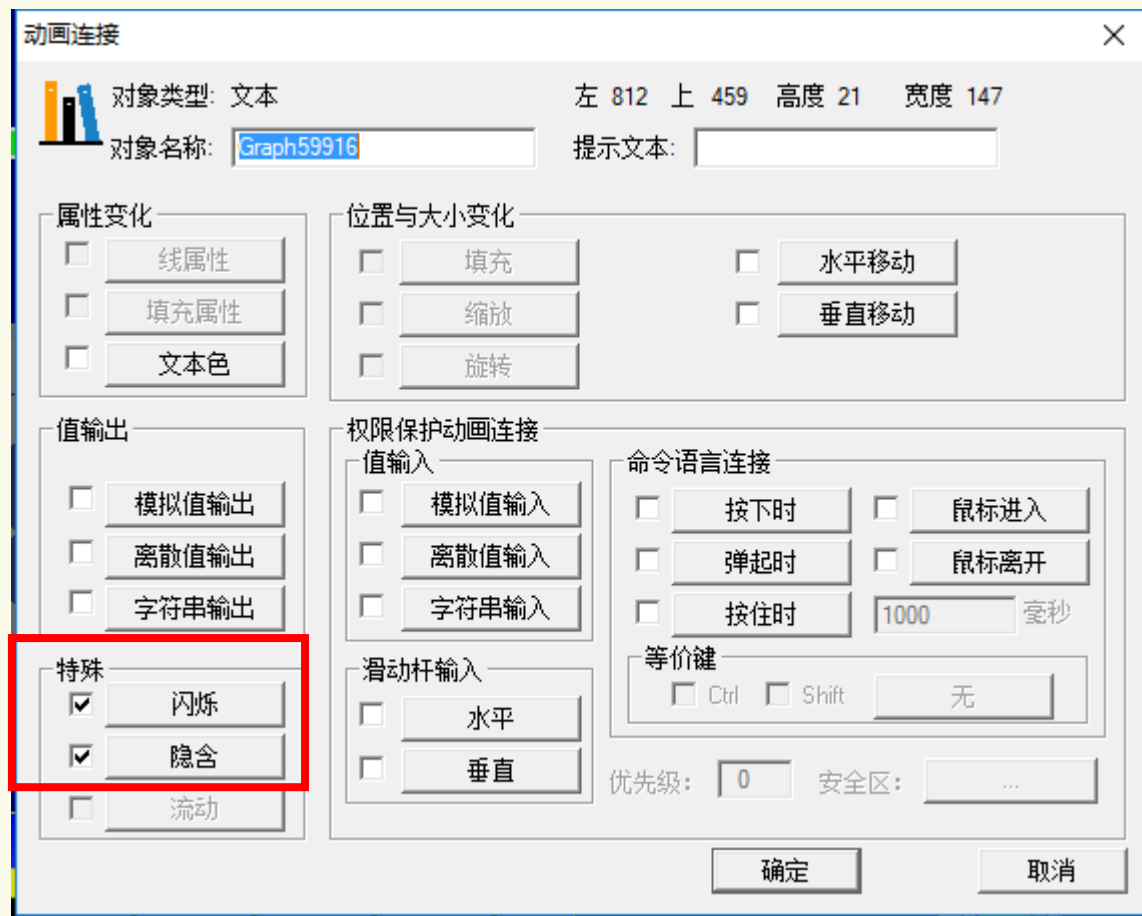 动画连接
对象类型: 文本 左 812 上 459 高度 21 宽度 147
对象名称: Graph59916 提示文本:
属性变化
线属性
填充属性
文本色
位置与大小变化
填充 水平移动
缩放 垂直移动
旋转
值输出
模拟值输出
离散值输出
字符串输出
权限保护动画连接
值输入
模拟值输入
离散值输入
字符串输入
命令语言连接
按下时 鼠标进入
弹起时 鼠标离开
按住时 1000 毫秒
等价键
Ctrl Shift 无
特殊
闪烁
隐含
流动
滑动杆输入
水平
垂直
优先级: 0 安全区: ...
确定 取消